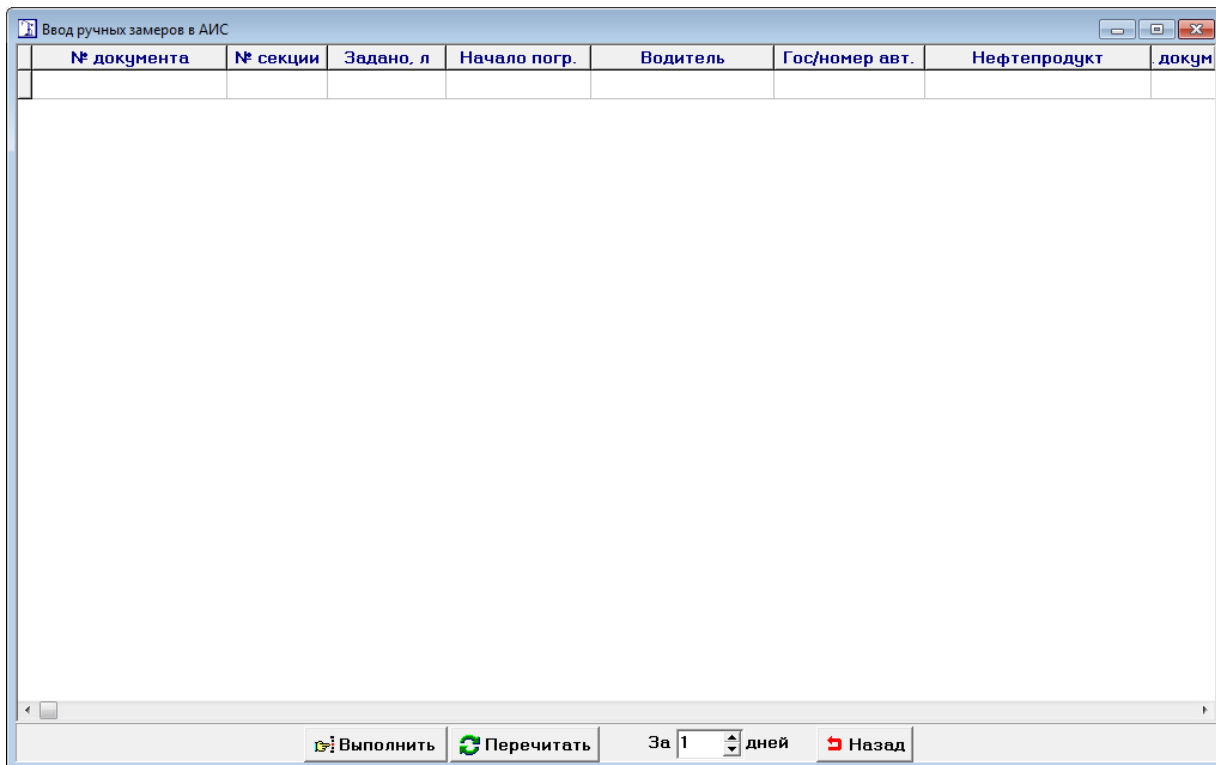 Ввод ручных замеров в АИС
№ документа № секции Задано, л Начало погр. Водитель Гос/номер авт. Нефтепродукт . докум
Выполнить Перечитать За 1 дней Назад